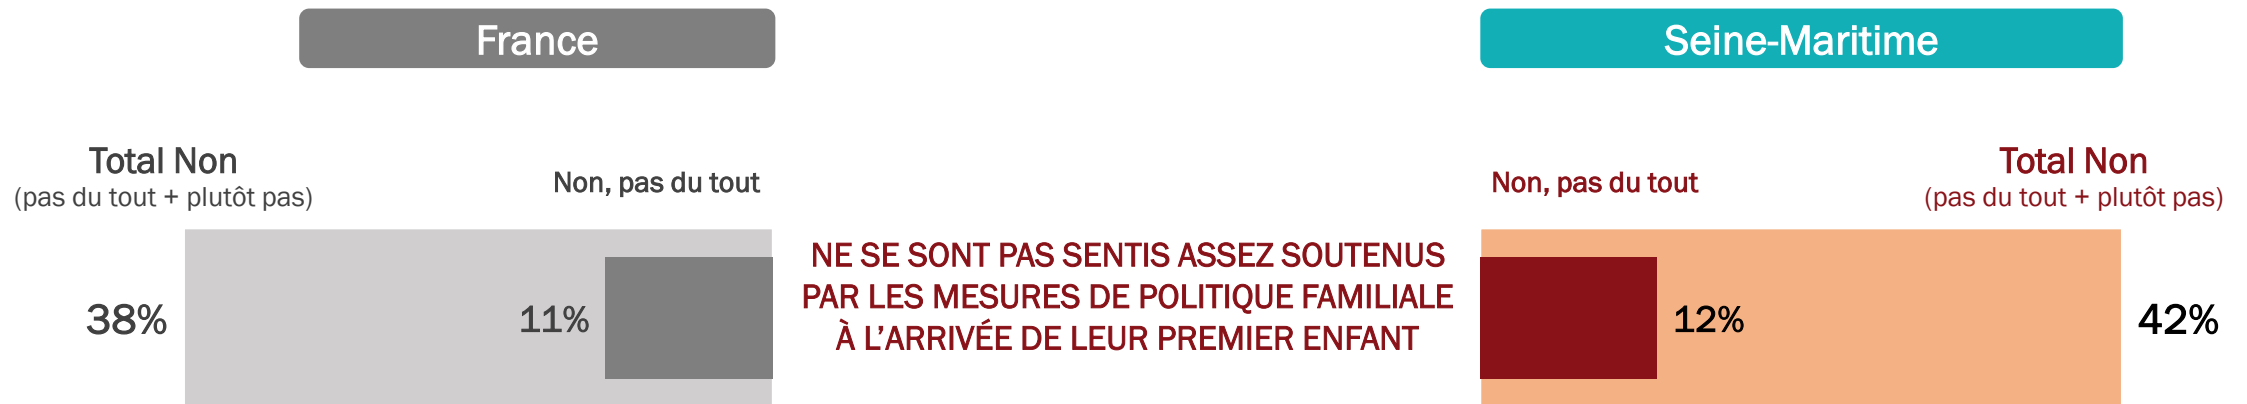 France
Seine-Maritime
Total Non
(pas du tout + plutôt pas)
Non, pas du tout
Non, pas du tout
Total Non
(pas du tout + plutôt pas)
38%
11%
NE SE SONT PAS SENTIS ASSEZ SOUTENUS
PAR LES MESURES DE POLITIQUE FAMILIALE
À L’ARRIVÉE DE LEUR PREMIER ENFANT
12%
42%